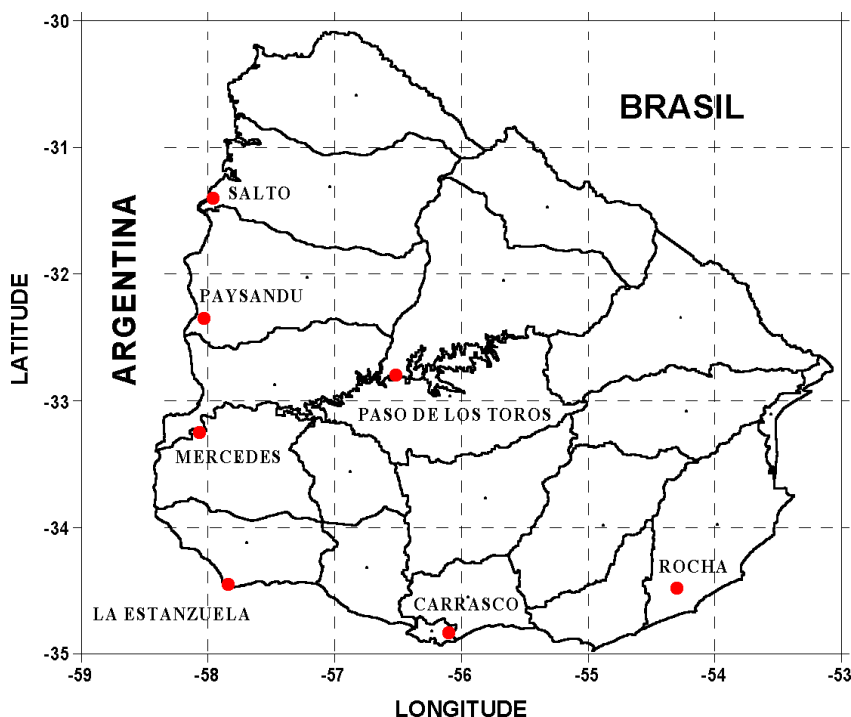 -30
BRASIL
-31
SALTO
ARGENTINA
-32
PAYSANDU
LATITUDE
-33
PASO DE LOS TOROS
MERCEDES
-34
ROCHA
CARRASCO
LA ESTANZUELA
-35
-59 -58 -57 -56 -55 -54 -53
LONGITUDE